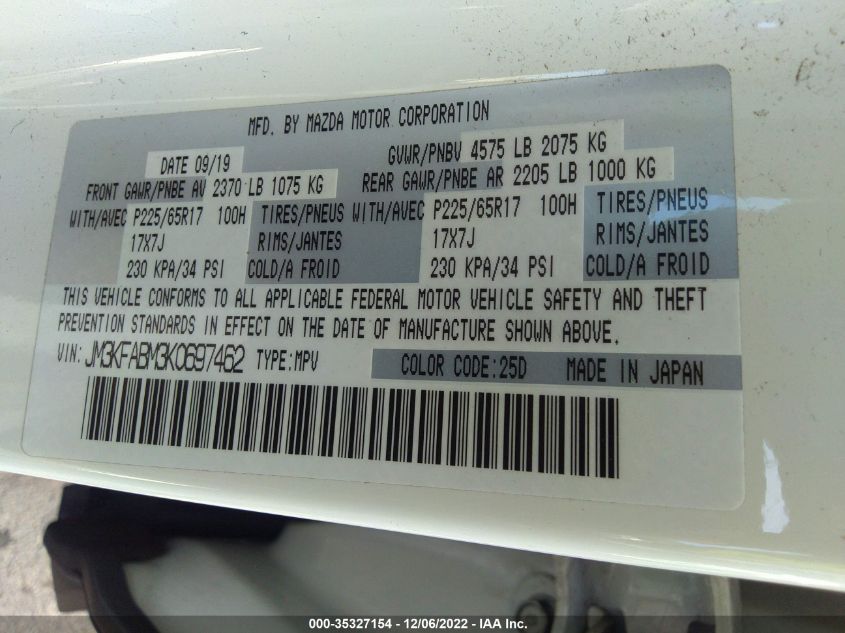 MFD. BY MAZDA MOTOR CORPORATION
DATE 09/19 GVWR/PNBV 4575 LB 2075 KG
FRONT GAWR/PNBE AV 2370 LB 1075 KG REAR GAWR/PNBE AR 2205 LB 1000 KG
WITH/AVEC P225/65R17 100H TIRES/PNEUS WITH/AVEC P225/65R17 100H TIRES/PNEUS
17X7J RIMS/JANTES 17X7J RIMS/JANTES
230 KPA/34 PSI COLD/A FROID 230 KPA/34 PSI COLD/A FROID
THIS VEHICLE CONFORMS TO ALL APPLICABLE FEDERAL MOTOR VEHICLE SAFETY AND THEFT
PREVENTION STANDARDS IN EFFECT ON THE DATE OF MANUFACTURE SHOWN ABOVE.
VIN: JM3KFABM3K0697462 TYPE:MPV COLOR CODE:25D MADE IN JAPAN
000-35327154 - 12/06/2022 - IAA Inc.